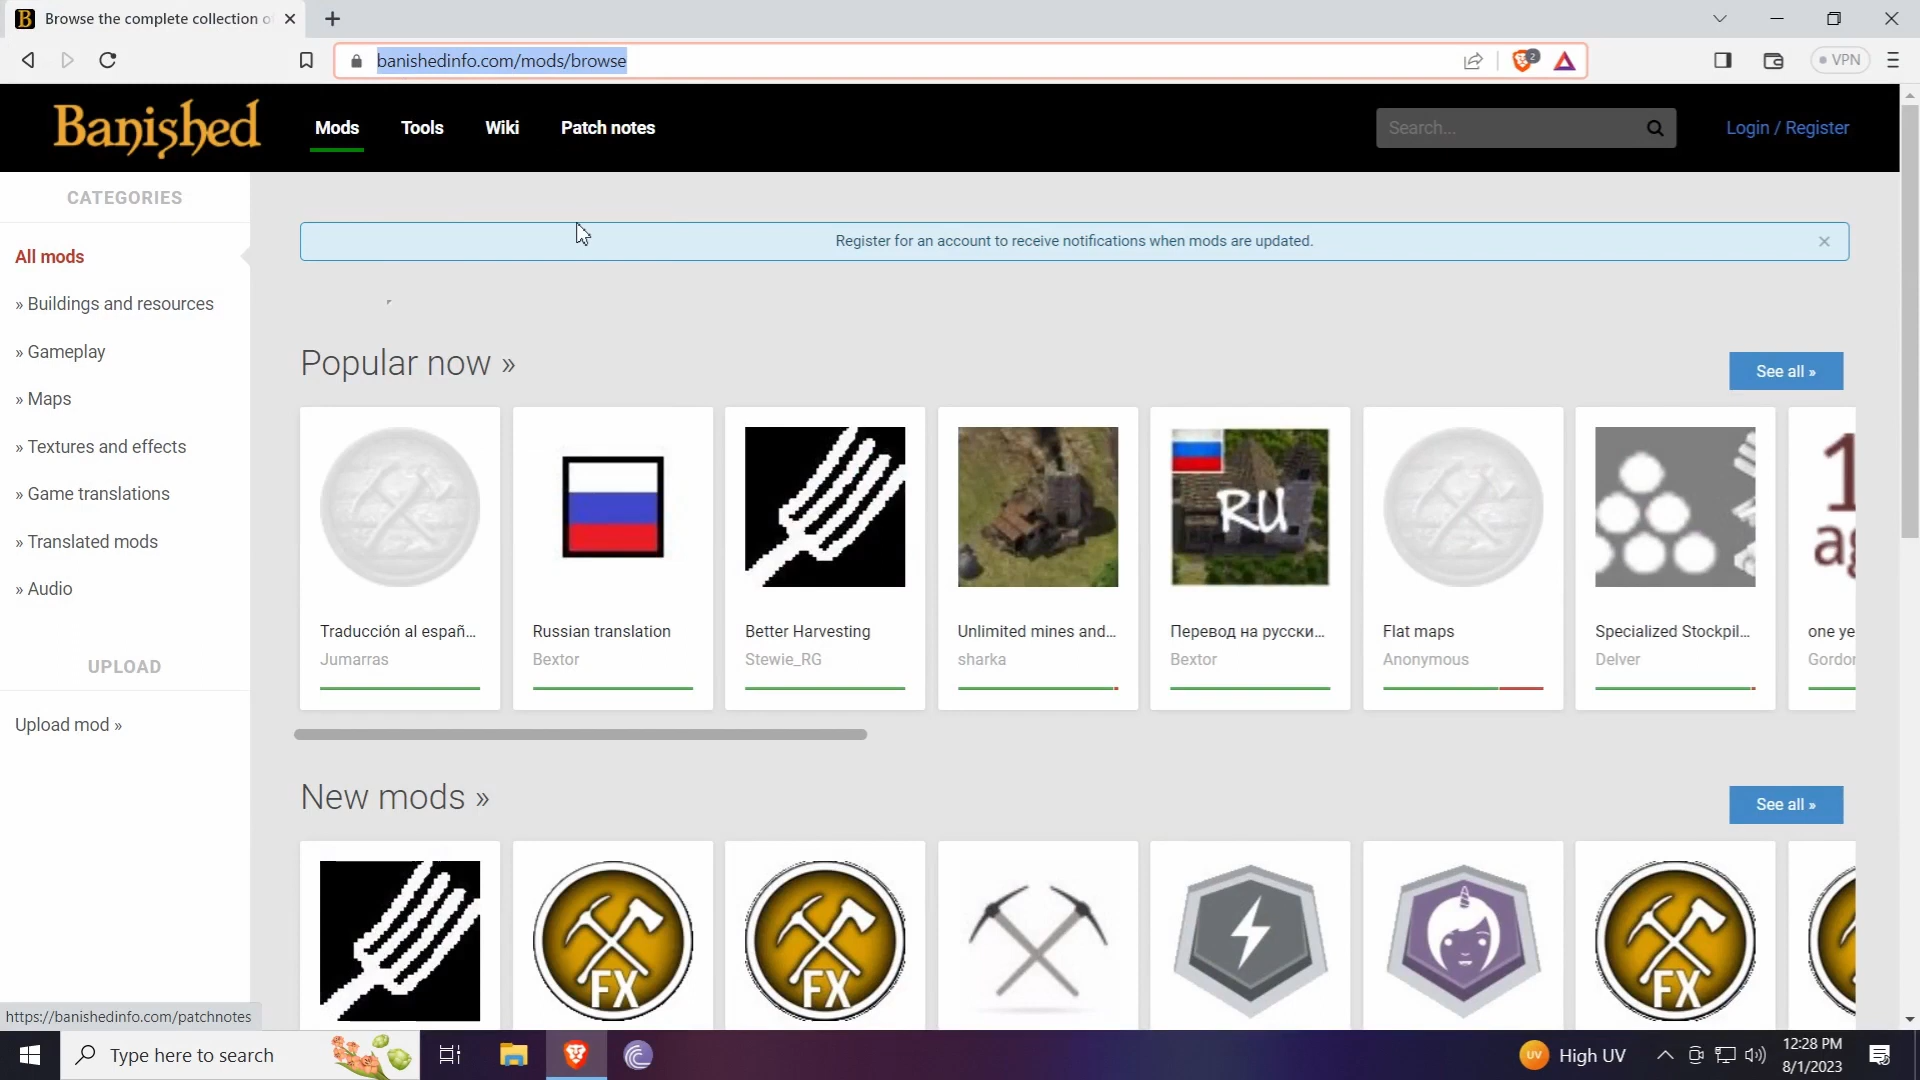 Browse the complete collection o
banishedinfo.com/mods/browse
2
VPN
Banished
Mods
Tools
Wiki
Patch notes
Search...
Login / Register
CATEGORIES
All mods
» Buildings and resources
» Gameplay
» Maps
» Textures and effects
» Game translations
» Translated mods
» Audio
UPLOAD
Upload mod »
Register for an account to receive notifications when mods are updated.
Popular now »
See all »
RU
Traducción al españ...
Jumarras
Russian translation
Bextor
Better Harvesting
Stewie_RG
Unlimited mines and...
sharka
Перевод на русски...
Bextor
Flat maps
Anonymous
Specialized Stockpil...
Delver
1
ag
one ye
Gordon
New mods »
See all »
FX
FX
FX
https://banishedinfo.com/patchnotes
Type here to search
UV
High UV
12:28 PM
8/1/2023